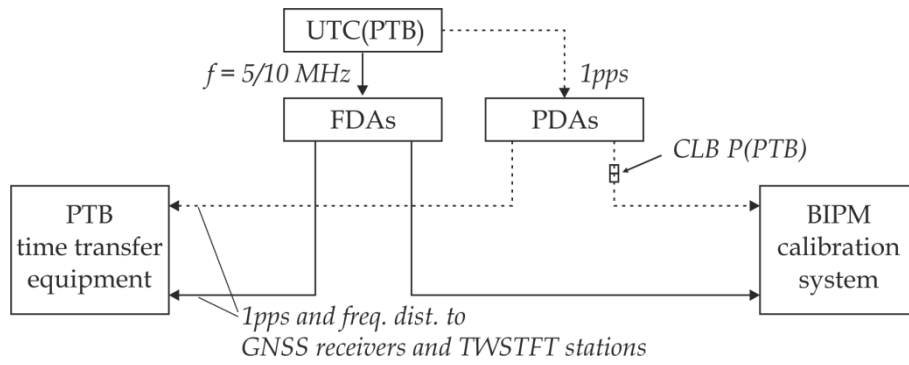 UTC(PTB)
f = 5/10 MHz
1pps
FDAs
PDAs
CLB P(PTB)
PTB
time transfer
equipment
BIPM
calibration
system
1pps and freq. dist. to
GNSS receivers and TWSTFT stations